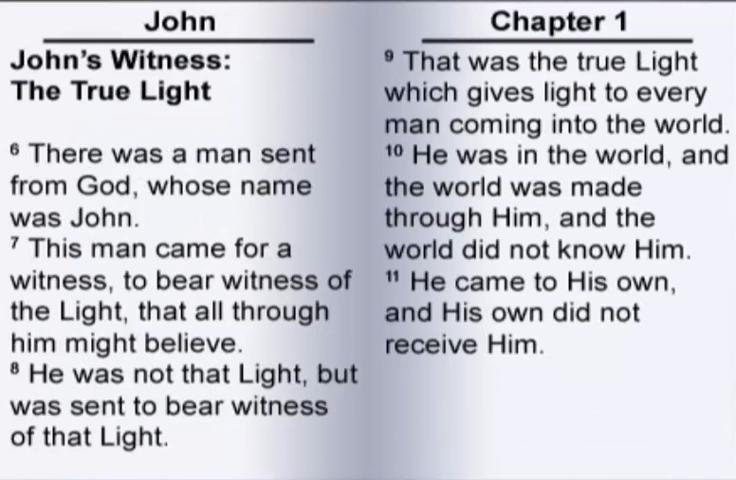 John
John's Witness:
The True Light
⁶ There was a man sent
from God, whose name
was John.
⁷ This man came for a
witness, to bear witness of
the Light, that all through
him might believe.
⁸ He was not that Light, but
was sent to bear witness
of that Light.
Chapter 1
⁹ That was the true Light
which gives light to every
man coming into the world.
¹⁰ He was in the world, and
the world was made
through Him, and the
world did not know Him.
¹¹ He came to His own,
and His own did not
receive Him.